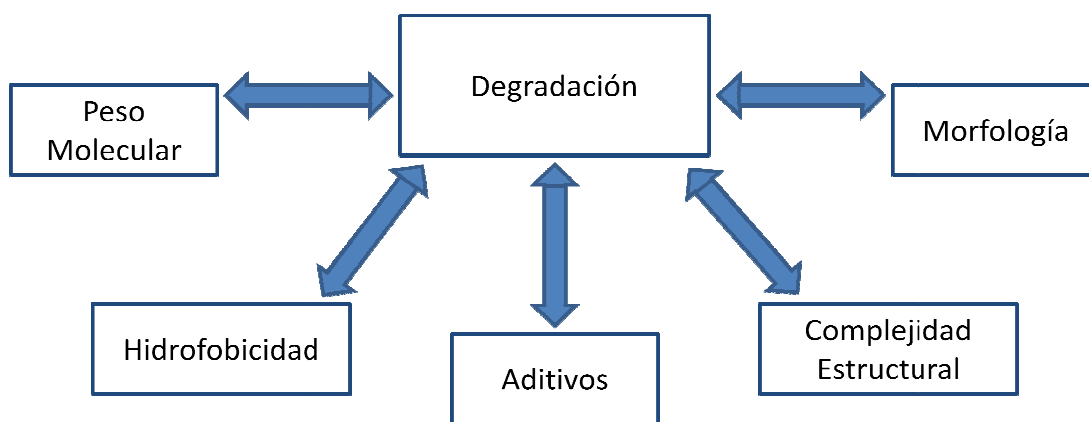 Degradación
Peso
Molecular
Morfología
Hidrofobicidad
Aditivos
Complejidad
Estructural